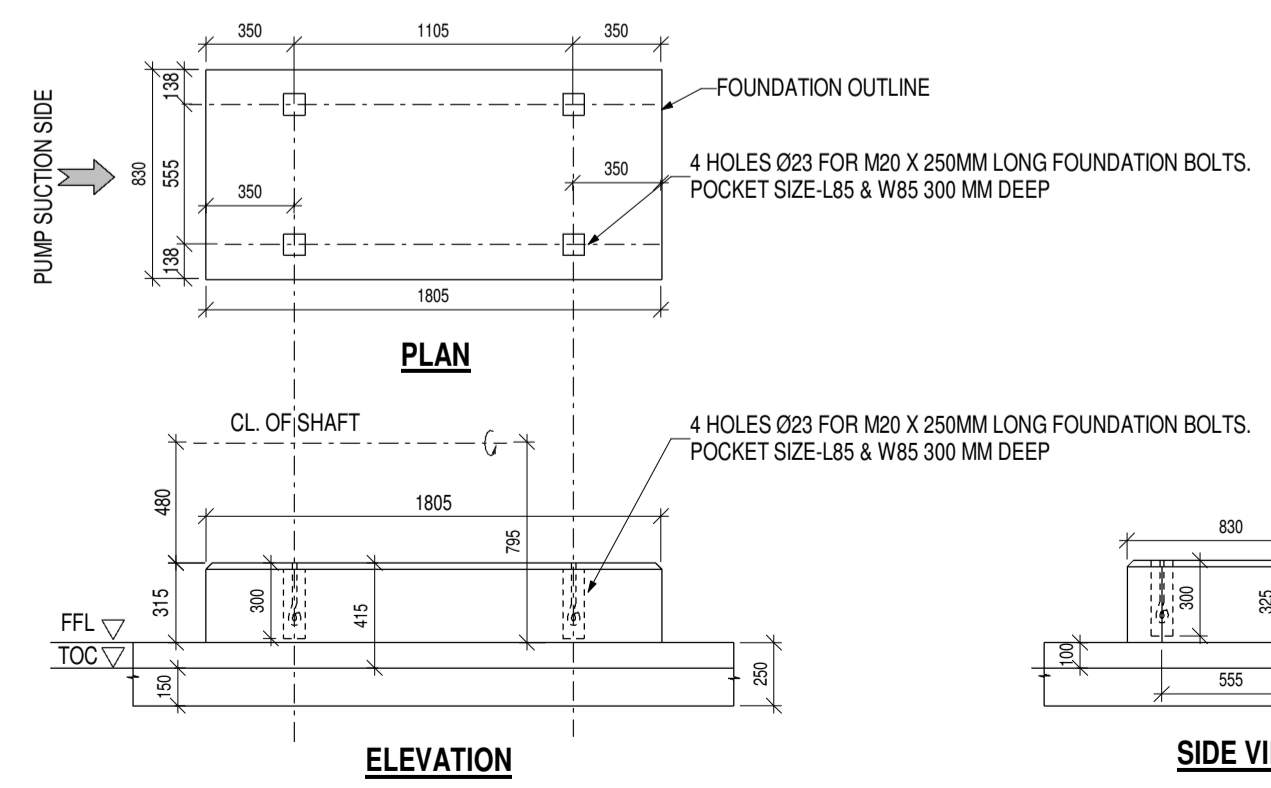 350
1105
350
138
555
138
830
PUMP SUCTION SIDE
FOUNDATION OUTLINE
4 HOLES Ø23 FOR M20 X 250MM LONG FOUNDATION BOLTS.
POCKET SIZE-L85 & W85 300 MM DEEP
350
350
1805
PLAN
CL. OF SHAFT
4 HOLES Ø23 FOR M20 X 250MM LONG FOUNDATION BOLTS.
POCKET SIZE-L85 & W85 300 MM DEEP
480
1805
795
315
300
415
FFL
TOC
150
250
ELEVATION
830
300
325
100
555
SIDE VI